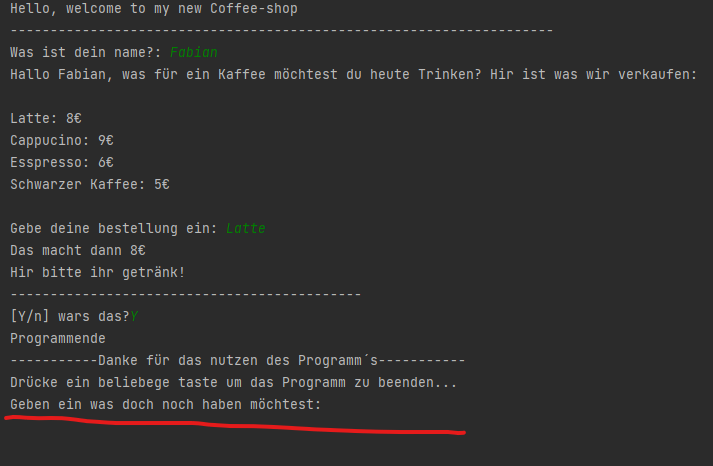 Hello, welcome to my new Coffee-shop
--------------------------------------------------------------------
Was ist dein name?: Fabian
Hallo Fabian, was für ein Kaffee möchtest du heute Trinken? Hir ist was wir verkaufen:
Latte: 8€
Cappucino: 9€
Esspresso: 6€
Schwarzer Kaffee: 5€
Gebe deine bestellung ein: Latte
Das macht dann 8€
Hir bitte ihr getränk!
--------------------------------------------
[Y/n] wars das?Y
Programmende
-----------Danke für das nutzen des Programm´s-----------
Drücke ein beliebege taste um das Programm zu beenden...
Geben ein was doch noch haben möchtest: